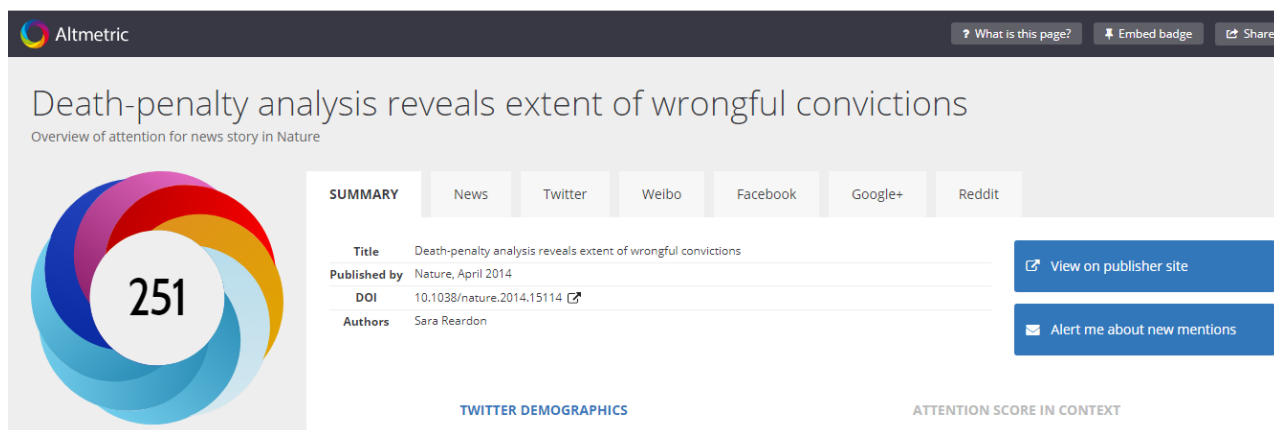 Altmetric
? What is this page?
Embed badge
Share
Death-penalty analysis reveals extent of wrongful convictions
Overview of attention for news story in Nature
251
SUMMARY News Twitter Weibo Facebook Google+ Reddit
Title Death-penalty analysis reveals extent of wrongful convictions
Published by Nature, April 2014
DOI 10.1038/nature.2014.15114
Authors Sara Reardon
View on publisher site
Alert me about new mentions
TWITTER DEMOGRAPHICS
ATTENTION SCORE IN CONTEXT